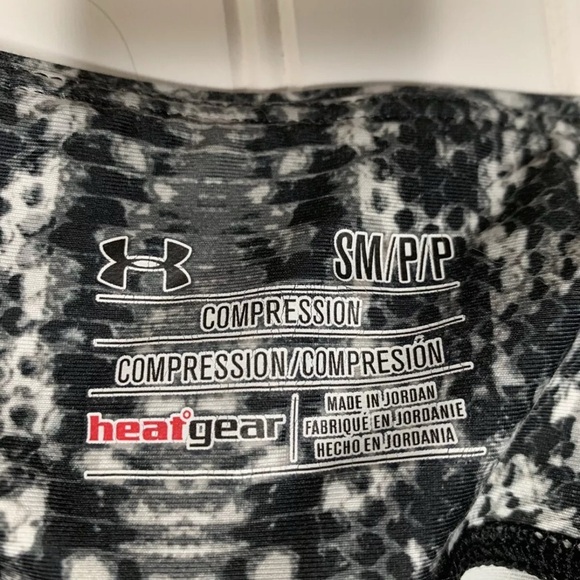 SM/P/P
COMPRESSION
COMPRESSION/COMPRESIÓN
heatgear
MADE IN JORDAN
FABRIQUÉ EN JORDANIE
HECHO EN JORDANIA